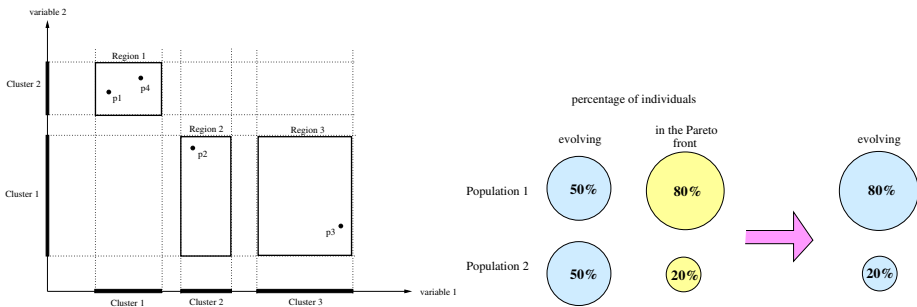 variable 2
Region 1
p4
p1
Cluster 2
Region 2
Region 3
p2
Cluster 1
p3
Cluster 1
Cluster 2
Cluster 3
variable 1
percentage of individuals
evolving
in the Pareto
front
evolving
Population 1
50%
80%
80%
Population 2
50%
20%
20%